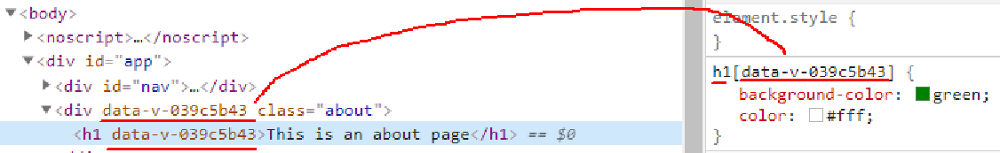 ▼<body>
▶<noscript>…</noscript>
▼<div id="app">
▶<div id="nav">…</div>
▼<div data-v-039c5b43 class="about">
<h1 data-v-039c5b43>This is an about page</h1> == $0
element.style {
}
h1[data-v-039c5b43] {
background-color: green;
color: #fff;
}